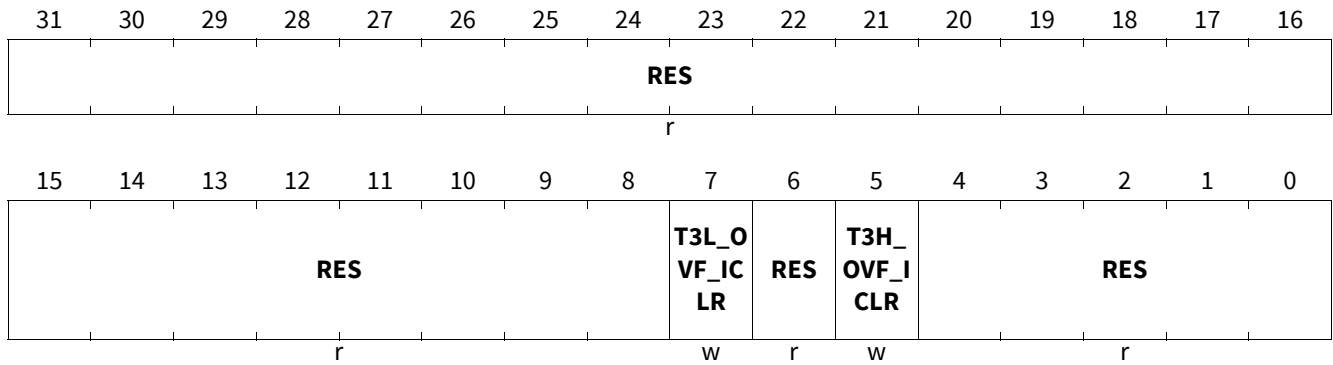 31 30 29 28 27 26 25 24 23 22 21 20 19 18 17 16
RES
r
15 14 13 12 11 10 9 8 7 6 5 4 3 2 1 0
T3L_O T3H_
RES VF_IC RES OVF_I RES
LR CLR
r w r w r